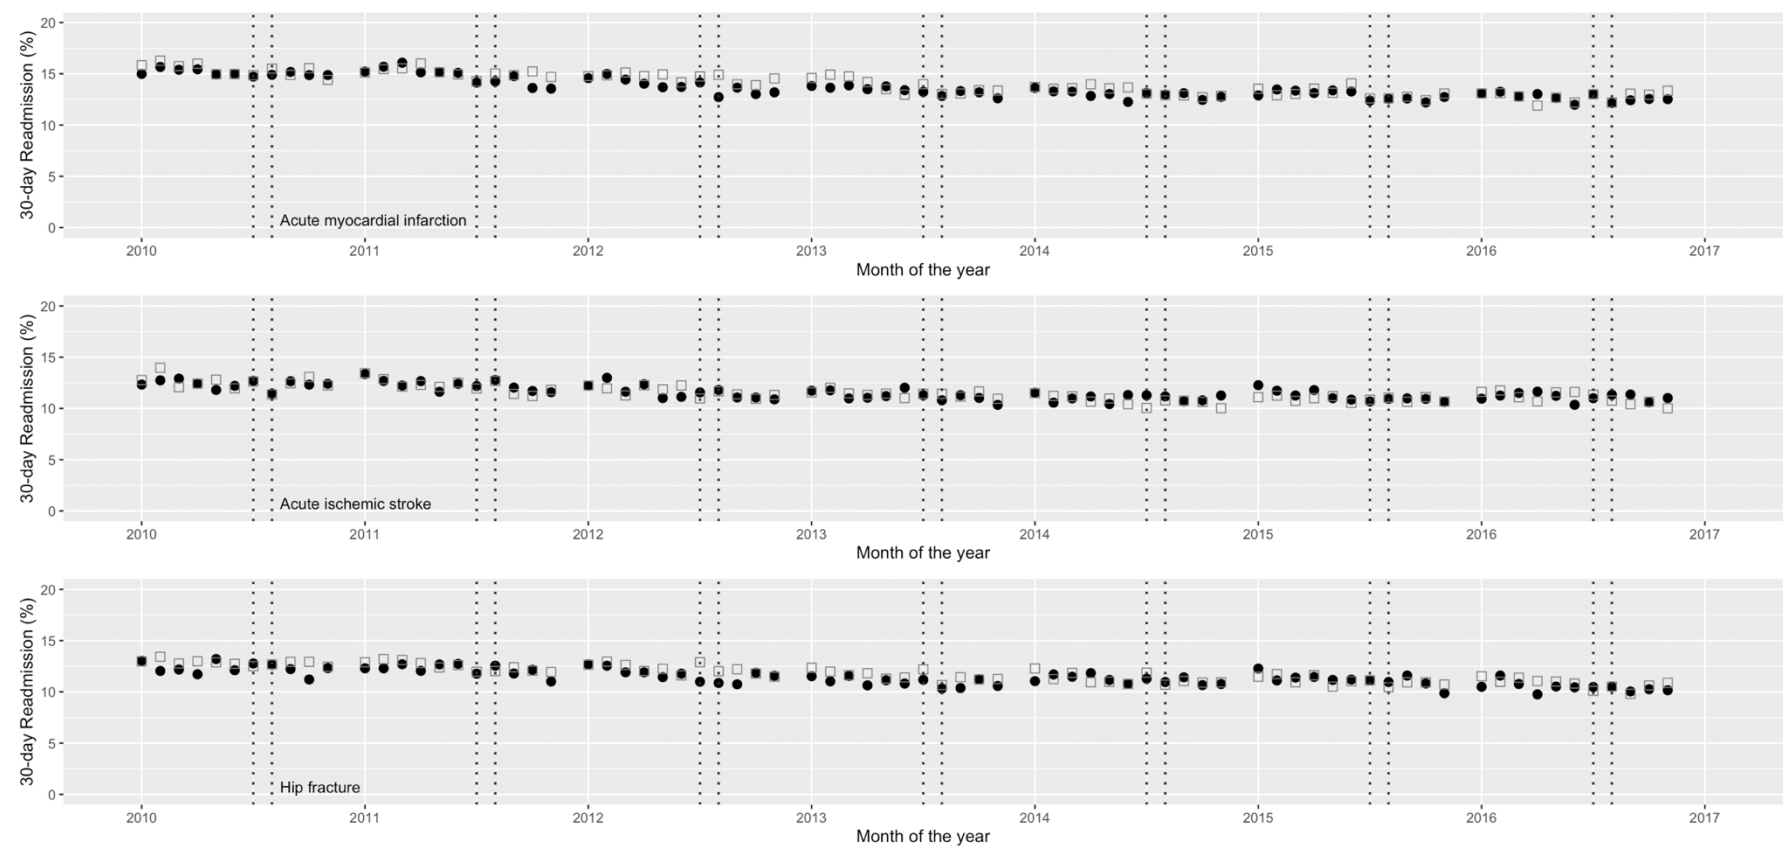 30-day Readmission (%)
20
15
10
5
0
Acute myocardial infarction
2010 2011 2012 2013 2014 2015 2016 2017
Month of the year
30-day Readmission (%)
20
15
10
5
0
Acute ischemic stroke
2010 2011 2012 2013 2014 2015 2016 2017
Month of the year
30-day Readmission (%)
20
15
10
5
0
Hip fracture
2010 2011 2012 2013 2014 2015 2016 2017
Month of the year